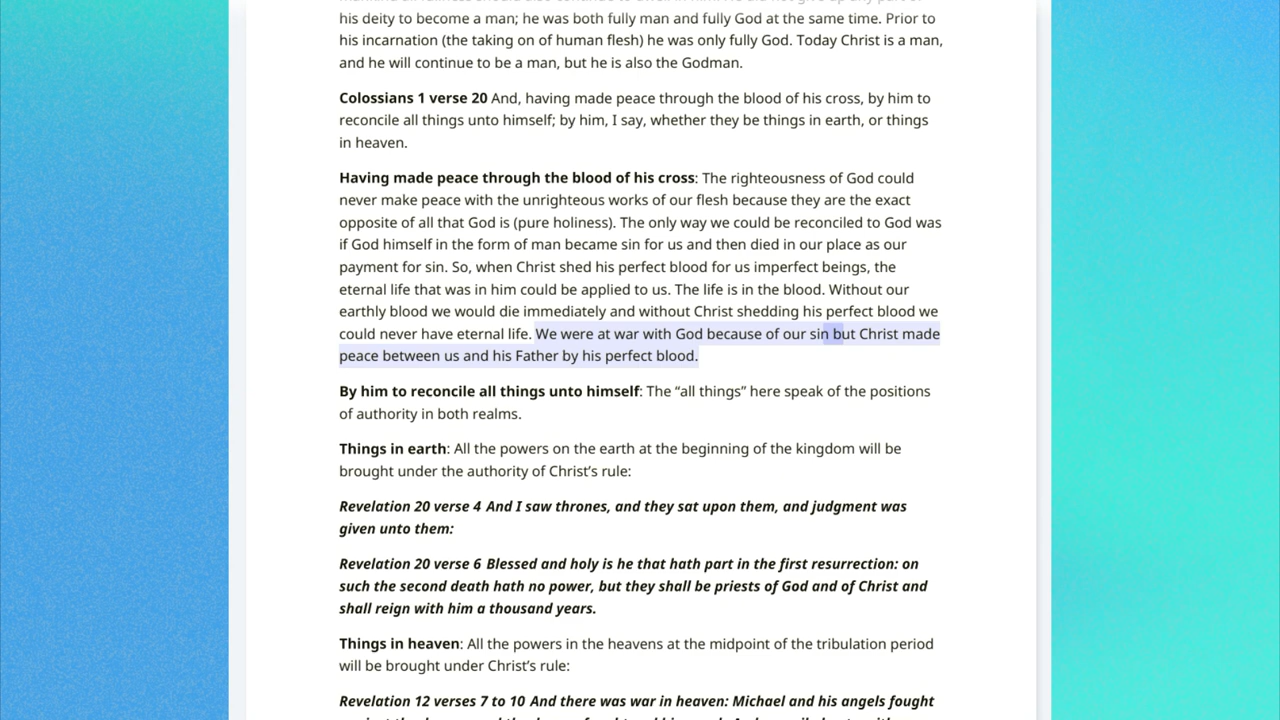 his deity to become a man; he was both fully man and fully God at the same time. Prior to
his incarnation (the taking on of human flesh) he was only fully God. Today Christ is a man,
and he will continue to be a man, but he is also the Godman.
Colossians 1 verse 20 And, having made peace through the blood of his cross, by him to
reconcile all things unto himself; by him, I say, whether they be things in earth, or things
in heaven.
Having made peace through the blood of his cross: The righteousness of God could
never make peace with the unrighteous works of our flesh because they are the exact
opposite of all that God is (pure holiness). The only way we could be reconciled to God was
if God himself in the form of man became sin for us and then died in our place as our
payment for sin. So, when Christ shed his perfect blood for us imperfect beings, the
eternal life that was in him could be applied to us. The life is in the blood. Without our
earthly blood we would die immediately and without Christ shedding his perfect blood we
could never have eternal life. We were at war with God because of our sin but Christ made
peace between us and his Father by his perfect blood.
By him to reconcile all things unto himself: The “all things” here speak of the positions
of authority in both realms.
Things in earth: All the powers on the earth at the beginning of the kingdom will be
brought under the authority of Christ’s rule:
Revelation 20 verse 4 And I saw thrones, and they sat upon them, and judgment was
given unto them:
Revelation 20 verse 6 Blessed and holy is he that hath part in the first resurrection: on
such the second death hath no power, but they shall be priests of God and of Christ and
shall reign with him a thousand years.
Things in heaven: All the powers in the heavens at the midpoint of the tribulation period
will be brought under Christ’s rule:
Revelation 12 verses 7 to 10 And there was war in heaven: Michael and his angels fought